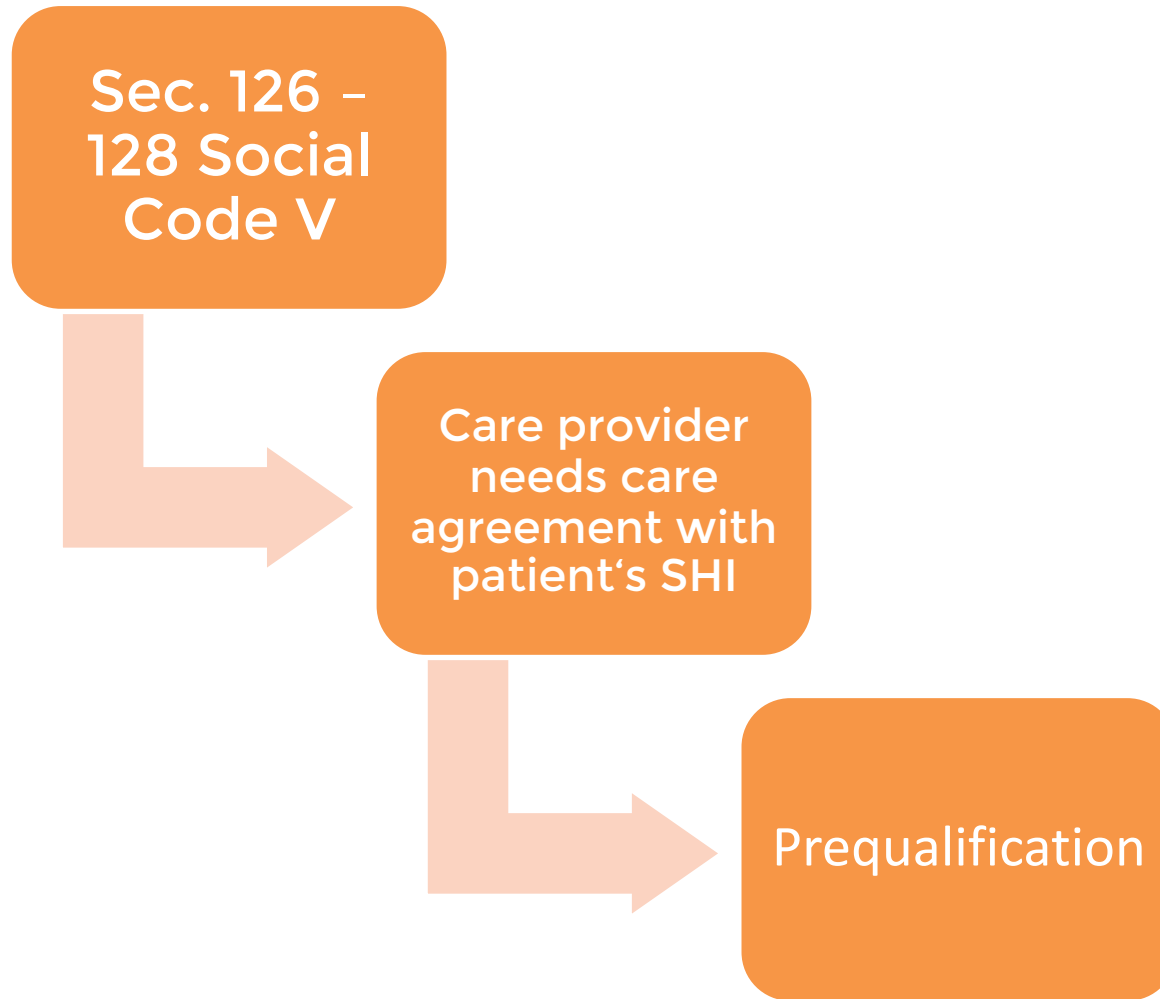 Sec. 126 –
128 Social
Code V
Care provider
needs care
agreement with
patient‘s SHI
Prequalification